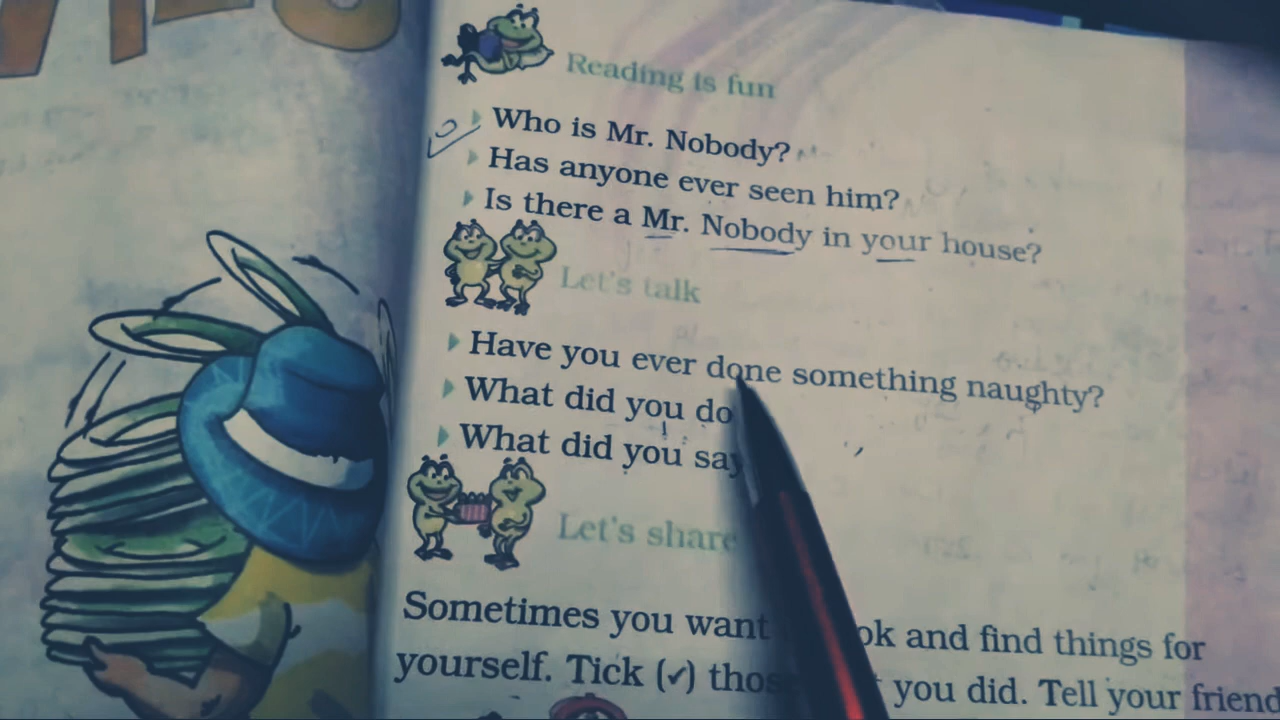 Reading is fun
Who is Mr. Nobody?
Has anyone ever seen him?
Is there a Mr. Nobody in your house?
Let's talk
Have you ever done something naughty?
What did you do
What did you say
Let's share
Sometimes you want and find things for
yourself. Tick (✓) you did. Tell your friend